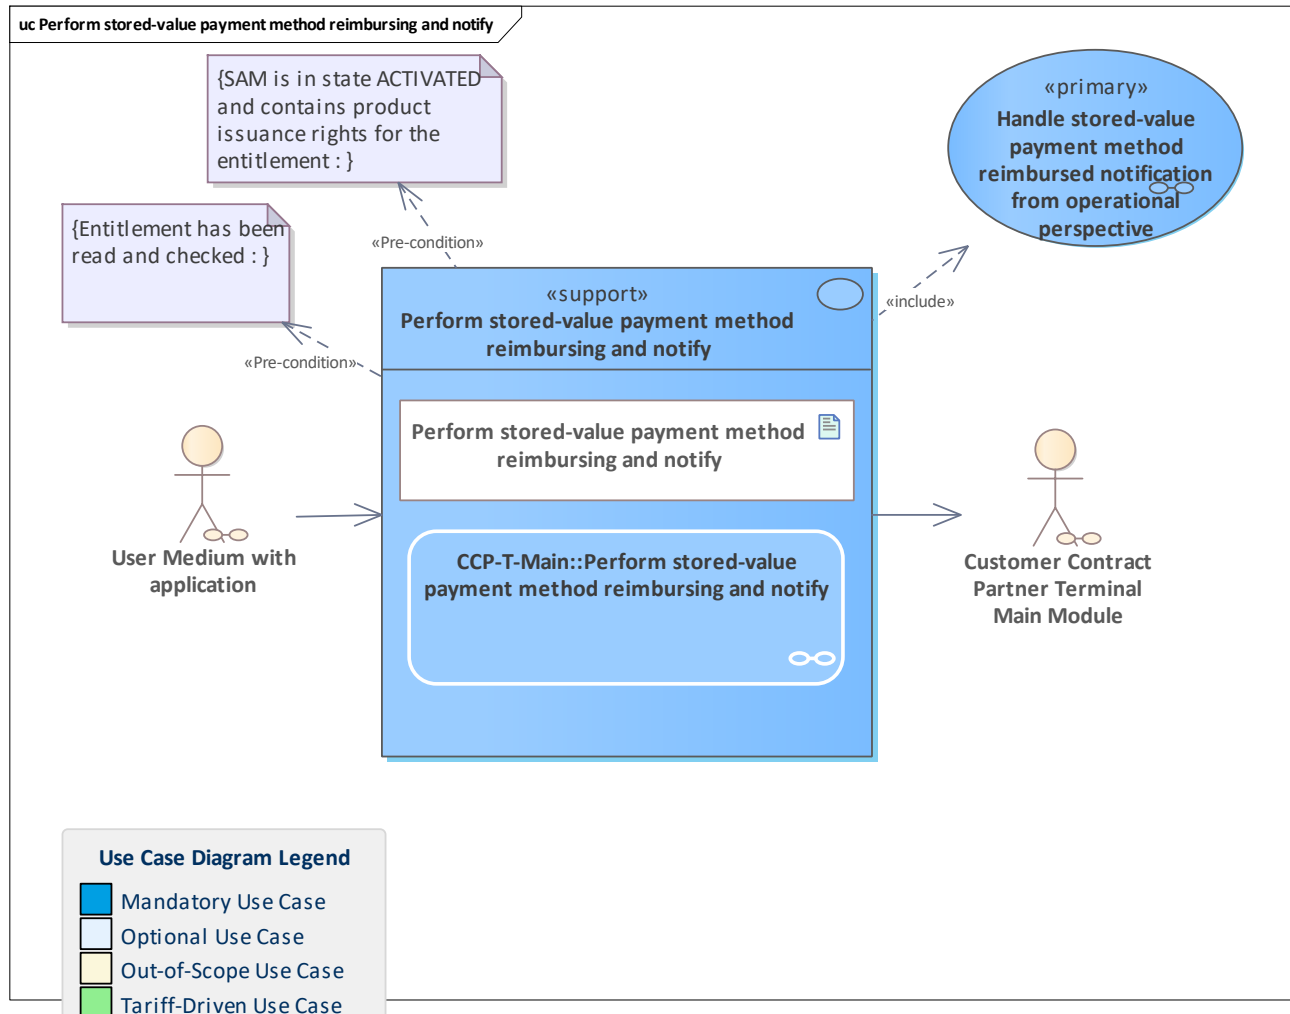 uc Perform stored-value payment method reimbursing and notify
{SAM is in state ACTIVATED
and contains product
issuance rights for the
entitlement : }
«primary»
Handle stored-value
payment method
reimbursed notification
from operational
perspective
{Entitlement has been
read and checked : }
«Pre-condition»
«Pre-condition»
«include»
«support»
Perform stored-value payment method
reimbursing and notify
Perform stored-value payment method
reimbursing and notify
CCP-T-Main::Perform stored-value
payment method reimbursing and notify
User Medium with
application
Customer Contract
Partner Terminal
Main Module
Use Case Diagram Legend
Mandatory Use Case
Optional Use Case
Out-of-Scope Use Case
Tariff-Driven Use Case